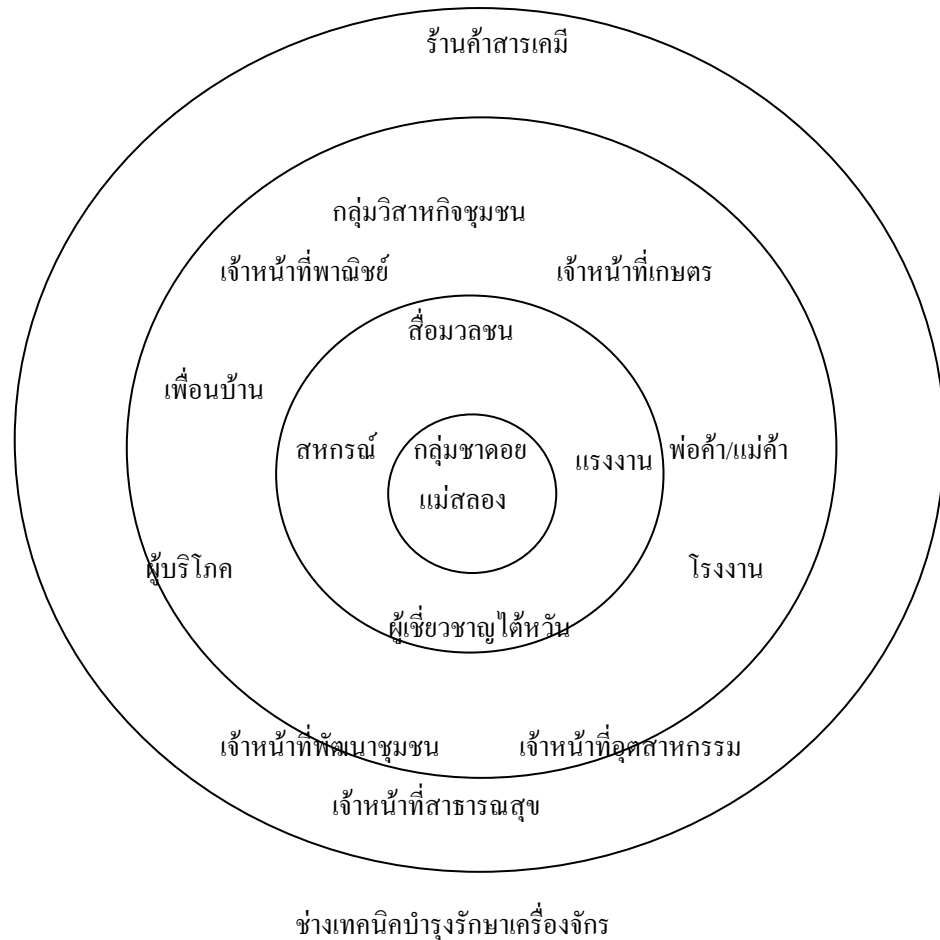 ร้านค้าสารเคมี
กลุ่มวิสาหกิจชุมชน
เจ้าหน้าที่พาณิชย์
เจ้าหน้าที่เกษตร
สื่อมวลชน
เพื่อนบ้าน
สหกรณ์
กลุ่มชาดอย
แม่สลอง
แรงงาน
พ่อค้า/แม่ค้า
ผู้บริโภค
โรงงาน
ผู้เชี่ยวชาญไต้หวัน
เจ้าหน้าที่พัฒนาชุมชน
เจ้าหน้าที่อุตสาหกรรม
เจ้าหน้าที่สาธารณสุข
ช่างเทคนิคบำรุงรักษาเครื่องจักร